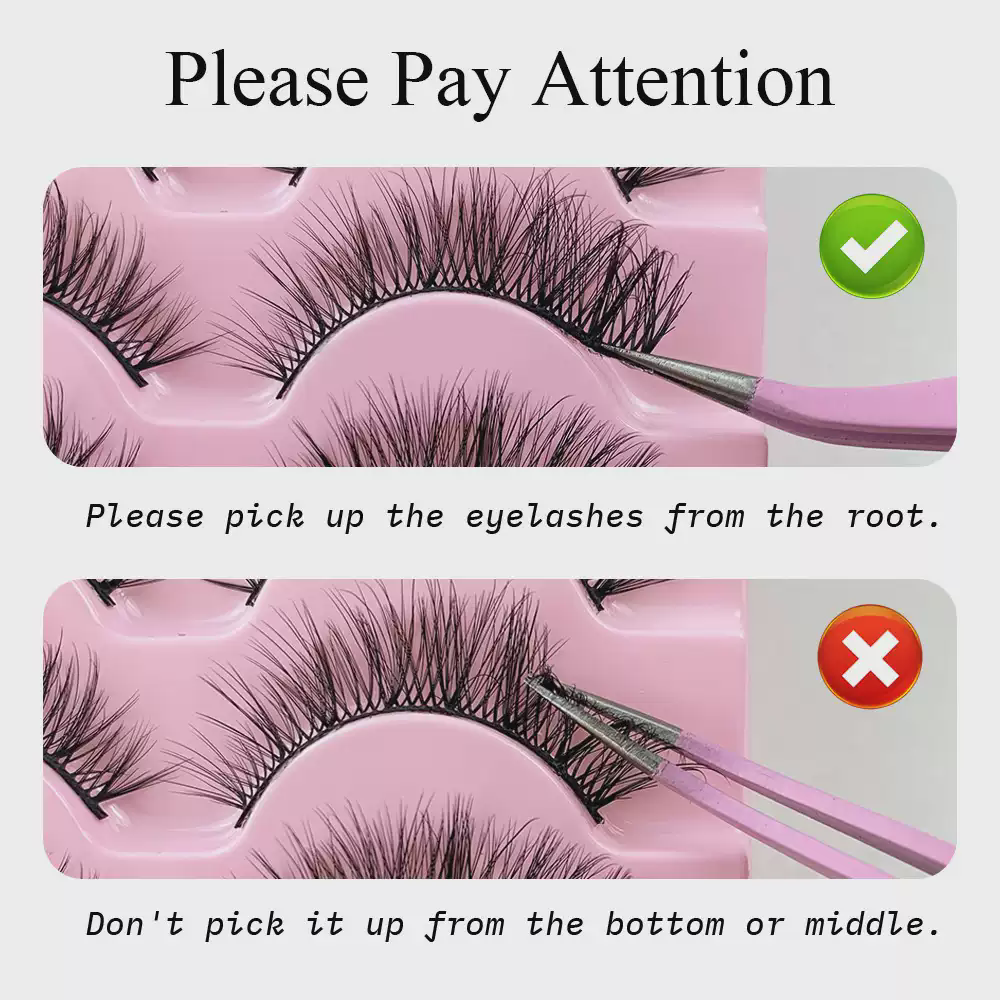 Please Pay Attention
Please pick up the eyelashes from the root.
Don't pick it up from the bottom or middle.